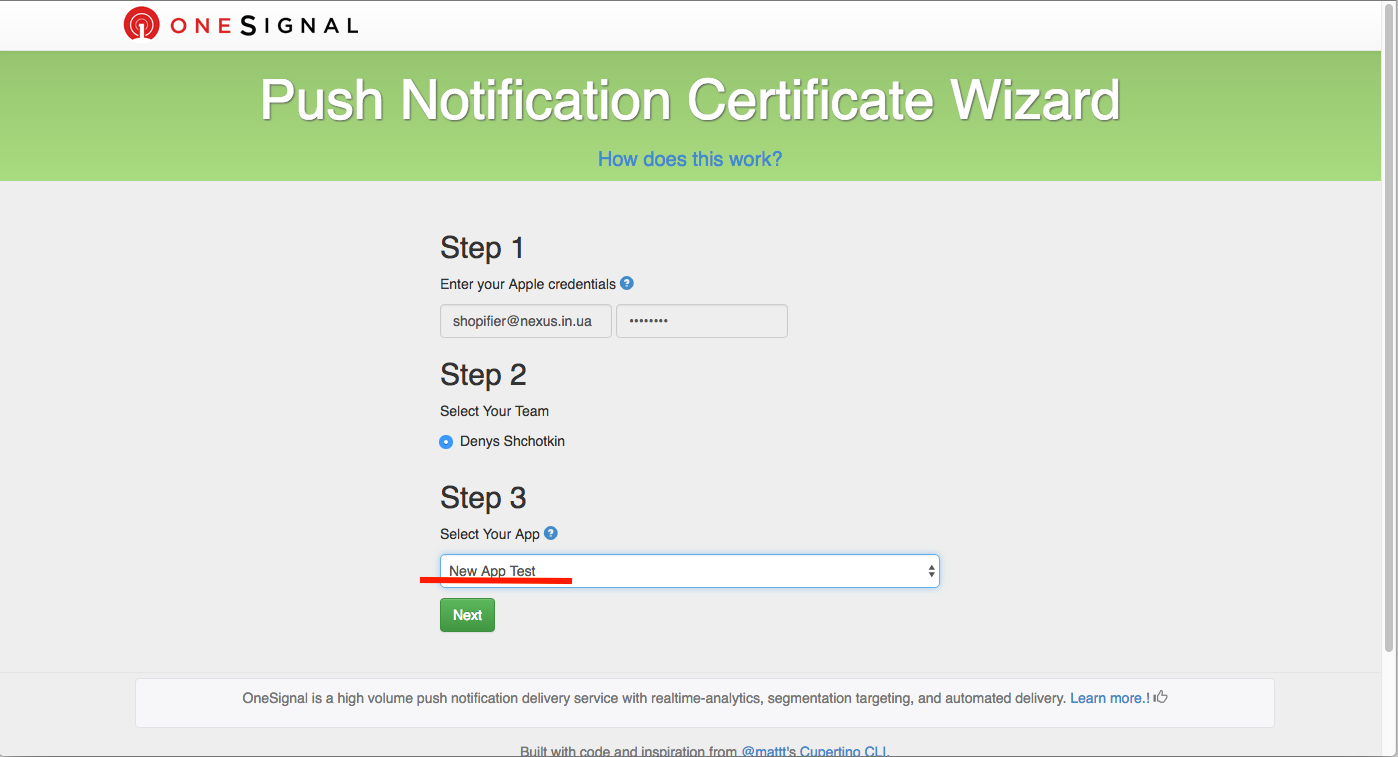 ONESIGNAL
Push Notification Certificate Wizard
How does this work?
Step 1
Enter your Apple credentials ?
shopifier@nexus.in.ua ••••••••
Step 2
Select Your Team
Denys Shchotkin
Step 3
Select Your App ?
New App Test
Next
OneSignal is a high volume push notification delivery service with realtime-analytics, segmentation targeting, and automated delivery. Learn more.!
Built with code and inspiration from @mattt's Cupertino CLI.